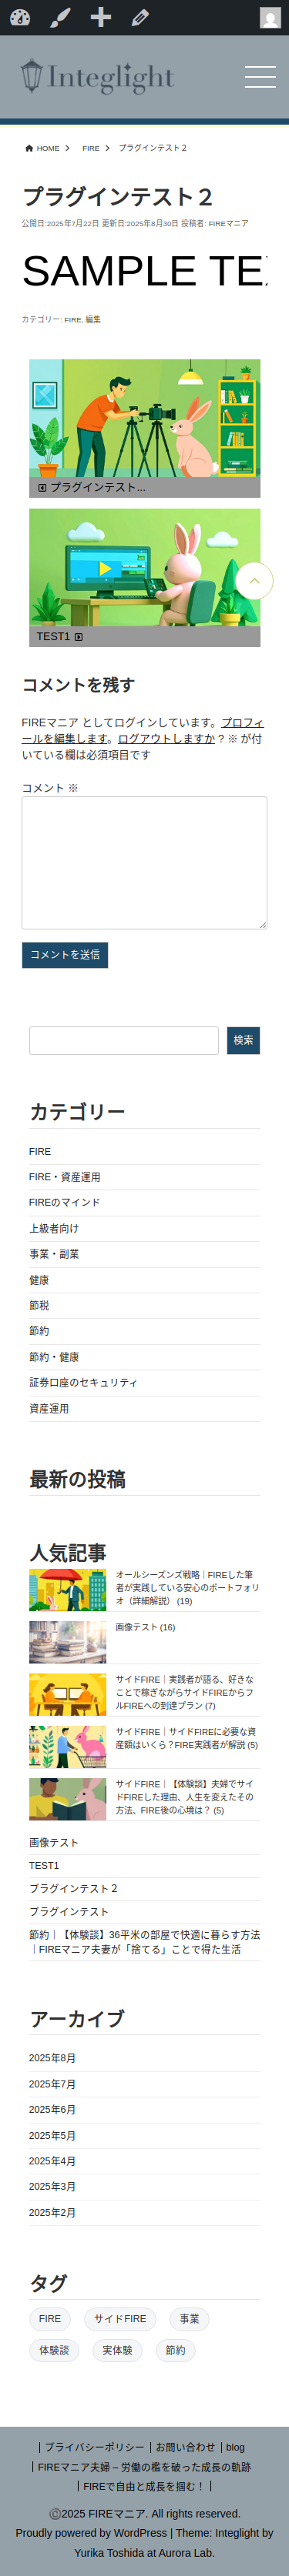 Integlight
HOME > FIRE > プラグインテスト２
プラグインテスト２
公開日:2025年7月22日 更新日:2025年8月30日 投稿者: FIREマニア
SAMPLE TE
カテゴリー: FIRE, 編集
プラグインテスト...
TEST1
コメントを残す
FIREマニア としてログインしています。プロフィ
ールを編集します。ログアウトしますか ? ※ が付
いている欄は必須項目です
コメント ※
コメントを送信
検索
カテゴリー
FIRE
FIRE・資産運用
FIREのマインド
上級者向け
事業・副業
健康
節税
節約
節約・健康
証券口座のセキュリティ
資産運用
最新の投稿
人気記事
オールシーズンズ戦略｜FIREした筆
者が実践している安心のポートフォリ
オ（詳細解説） (19)
画像テスト (16)
サイドFIRE｜実践者が語る、好きな
ことで稼ぎながらサイドFIREからフ
ルFIREへの到達プラン (7)
サイドFIRE｜サイドFIREに必要な資
産額はいくら？FIRE実践者が解説 (5)
サイドFIRE｜【体験談】夫婦でサイ
ドFIREした理由、人生を変えたその
方法、FIRE後の心境は？ (5)
画像テスト
TEST1
プラグインテスト２
プラグインテスト
節約｜【体験談】36平米の部屋で快適に暮らす方法
｜FIREマニア夫妻が「捨てる」ことで得た生活
アーカイブ
2025年8月
2025年7月
2025年6月
2025年5月
2025年4月
2025年3月
2025年2月
タグ
FIRE サイドFIRE 事業
体験談 実体験 節約
| プライバシーポリシー | お問い合わせ | blog
| FIREマニア夫婦 – 労働の檻を破った成長の軌跡
| FIREで自由と成長を掴む！ |
©2025 FIREマニア. All rights reserved.
Proudly powered by WordPress | Theme: Integlight by
Yurika Toshida at Aurora Lab.